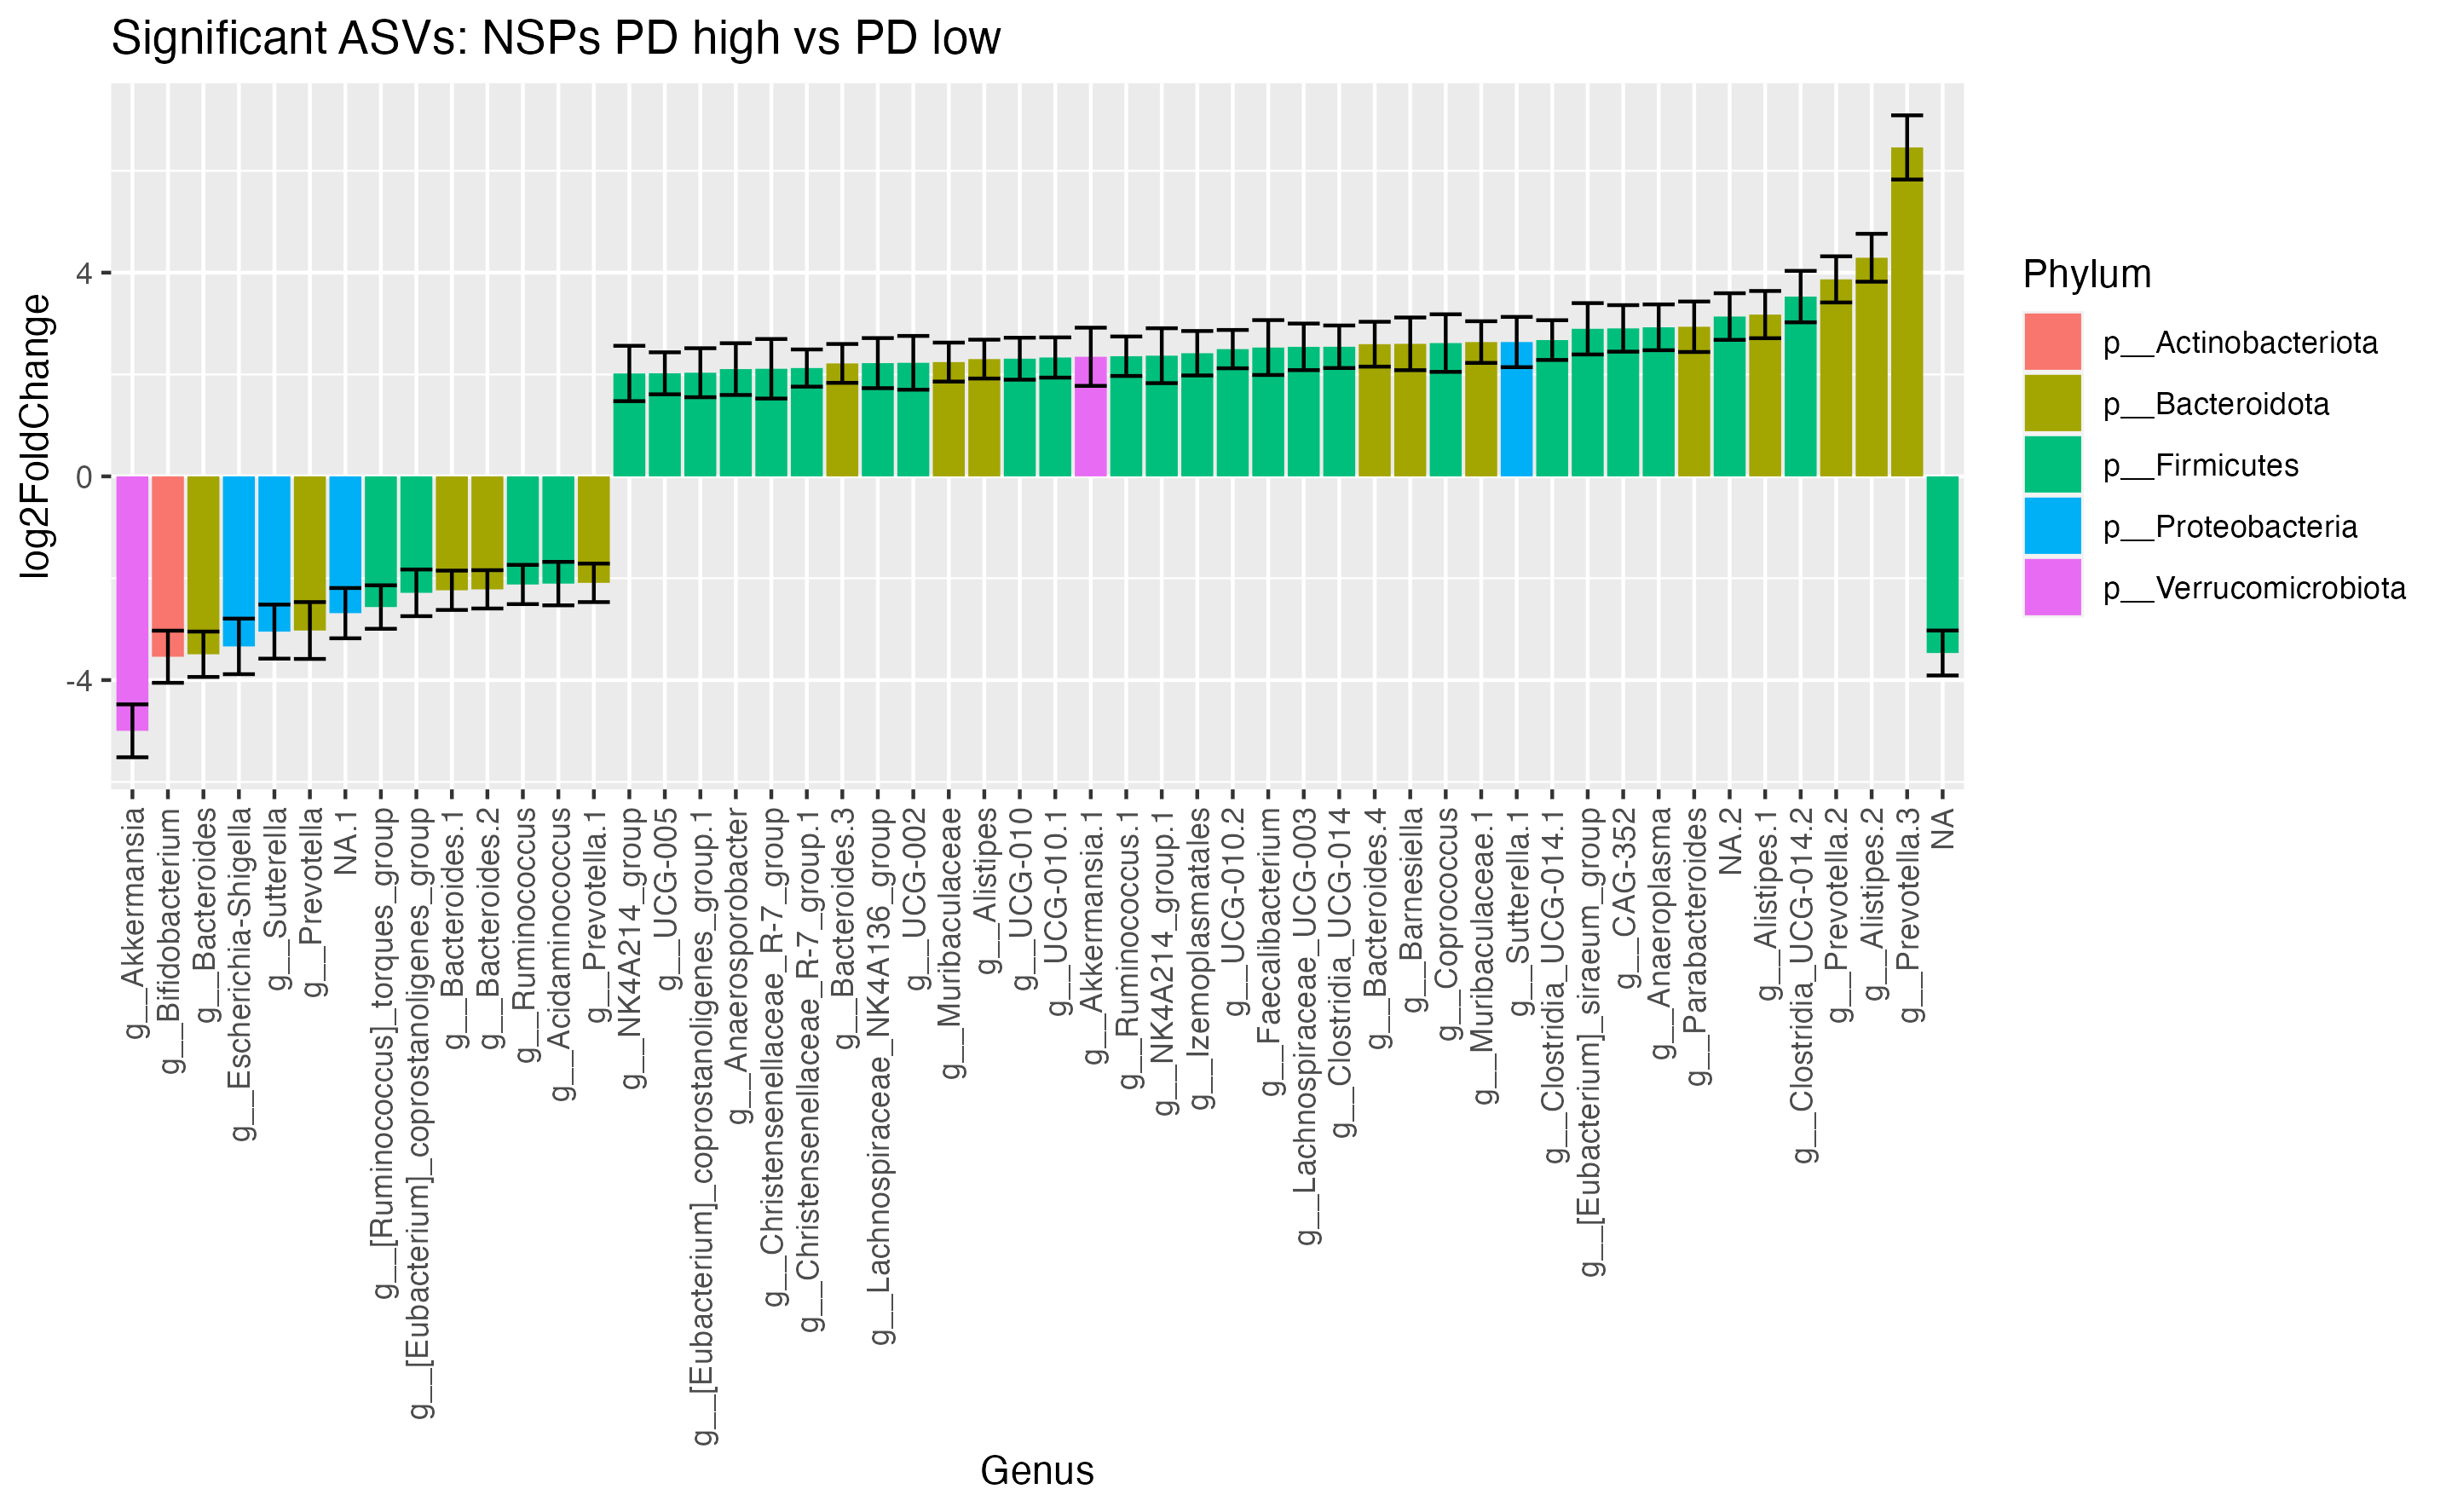 Significant ASVs: NSPs PD high vs PD low
log2FoldChange
4
0
-4
g__Akkermansia
g__Bifidobacterium
g__Bacteroides
g__Escherichia-Shigella
g__Sutterella
g__Prevotella
NA.1
g__[Ruminococcus]_torques_group
g__[Eubacterium]_coprostanoligenes_group
g__Bacteroides.1
g__Bacteroides.2
g__Ruminococcus
g__Acidaminococcus
g__Prevotella.1
g__NK4A214_group
g__UCG-005
g__[Eubacterium]_coprostanoligenes_group.1
g__Anaerosporobacter
g__Christensenellaceae_R-7_group
g__Christensenellaceae_R-7_group.1
g__Bacteroides.3
g__Lachnospiraceae_NK4A136_group
g__UCG-002
g__Muribaculaceae
g__Alistipes
g__UCG-010
g__UCG-010.1
g__Akkermansia.1
g__Ruminococcus.1
g__NK4A214_group.1
g__Izemoplasmatales
g__UCG-010.2
g__Faecalibacterium
g__Lachnospiraceae_UCG-003
g__Clostridia_UCG-014
g__Bacteroides.4
g__Barnesiella
g__Coprococcus
g__Muribaculaceae.1
g__Sutterella.1
g__Clostridia_UCG-014.1
g__[Eubacterium]_siraeum_group
g__CAG-352
g__Anaeroplasma
g__Parabacteroides
NA.2
g__Alistipes.1
g__Clostridia_UCG-014.2
g__Prevotella.2
g__Alistipes.2
g__Prevotella.3
NA
Genus
Phylum
p__Actinobacteriota
p__Bacteroidota
p__Firmicutes
p__Proteobacteria
p__Verrucomicrobiota